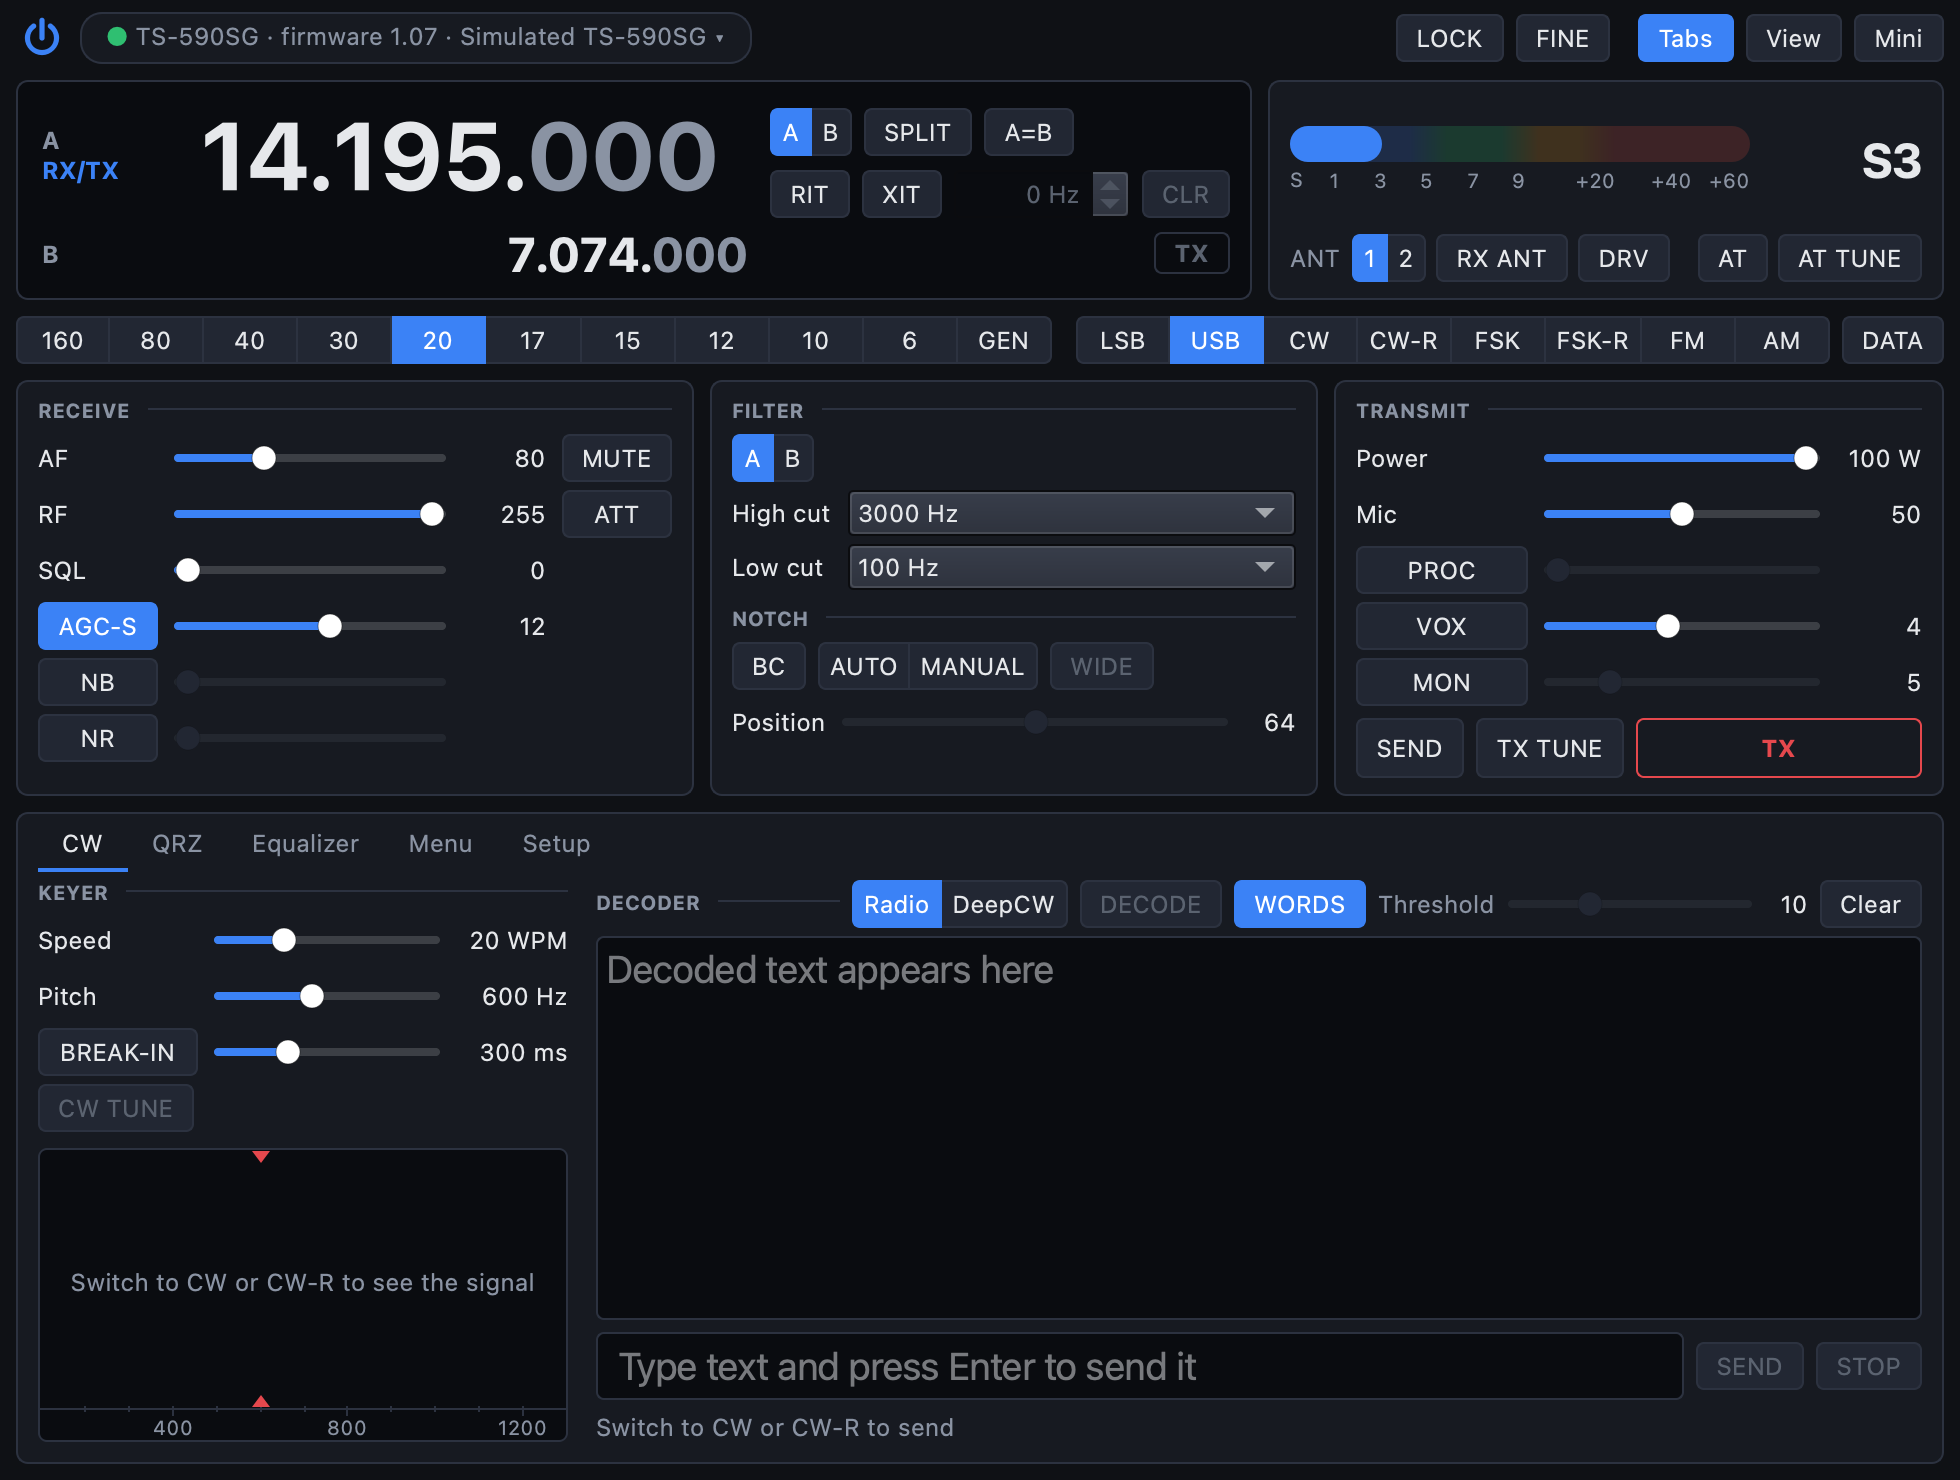 TS-590SG · firmware 1.07 · Simulated TS-590SG ▾
LOCK FINE Tabs View Mini
A
RX/TX
14.195.000
A B SPLIT A=B
RIT XIT 0 Hz CLR
B 7.074.000 TX
S 1 3 5 7 9 +20 +40 +60
S3
ANT 1 2 RX ANT DRV AT AT TUNE
160 80 40 30 20 17 15 12 10 6 GEN
LSB USB CW CW-R FSK FSK-R FM AM DATA
RECEIVE
AF 80 MUTE
RF 255 ATT
SQL 0
AGC-S 12
NB
NR
FILTER
A B
High cut 3000 Hz
Low cut 100 Hz
NOTCH
BC AUTO MANUAL WIDE
Position 64
TRANSMIT
Power 100 W
Mic 50
PROC
VOX 4
MON 5
SEND TX TUNE TX
CW QRZ Equalizer Menu Setup
KEYER
Speed 20 WPM
Pitch 600 Hz
BREAK-IN 300 ms
CW TUNE
Switch to CW or CW-R to see the signal
400 800 1200
DECODER Radio DeepCW DECODE WORDS Threshold 10 Clear
Decoded text appears here
Type text and press Enter to send it SEND STOP
Switch to CW or CW-R to send